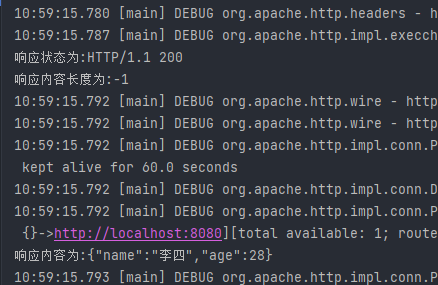 10:59:15.780 [main] DEBUG org.apache.http.headers - h
10:59:15.787 [main] DEBUG org.apache.http.impl.execch
响应状态为:HTTP/1.1 200
响应内容长度为:-1
10:59:15.792 [main] DEBUG org.apache.http.wire - http
10:59:15.792 [main] DEBUG org.apache.http.wire - http
10:59:15.792 [main] DEBUG org.apache.http.impl.conn.P
kept alive for 60.0 seconds
10:59:15.792 [main] DEBUG org.apache.http.impl.conn.D
10:59:15.792 [main] DEBUG org.apache.http.impl.conn.P
{}->http://localhost:8080][total available: 1; route
响应内容为:{"name":"李四","age":28}
10:59:15.793 [main] DEBUG org.apache.http.impl.conn.P